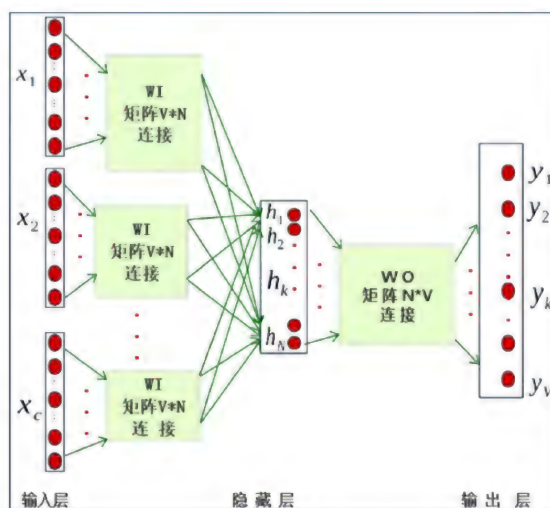 x1
WI
矩阵V*N
连接
x2
WI
矩阵V*N
连接
xc
WI
矩阵V*N
连接
h1
h2
hk
hN
WO
矩阵N*V
连接
y1
y2
yk
yV
输入层
隐藏层
输出层